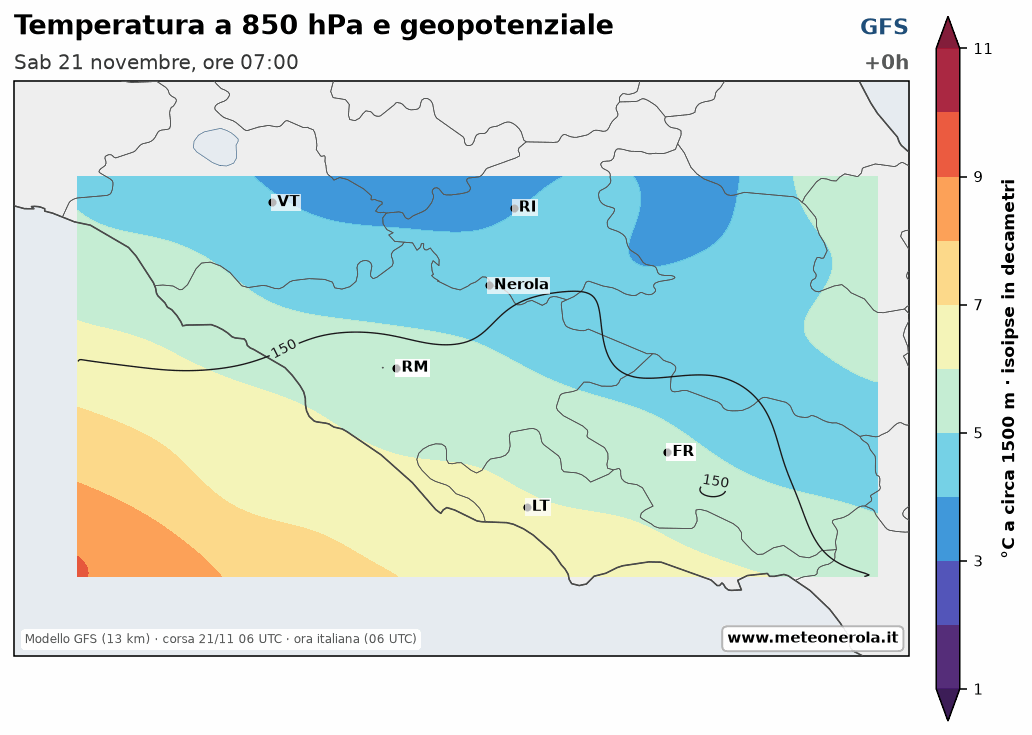 Temperatura a 850 hPa e geopotenziale
GFS
Sab 21 novembre, ore 07:00
+0h
VT
RI
Nerola
150
RM
FR
150
LT
Modello GFS (13 km) · corsa 21/11 06 UTC · ora italiana (06 UTC)
www.meteonerola.it
11
9
7
5
3
1
°C a circa 1500 m · isoipse in decametri